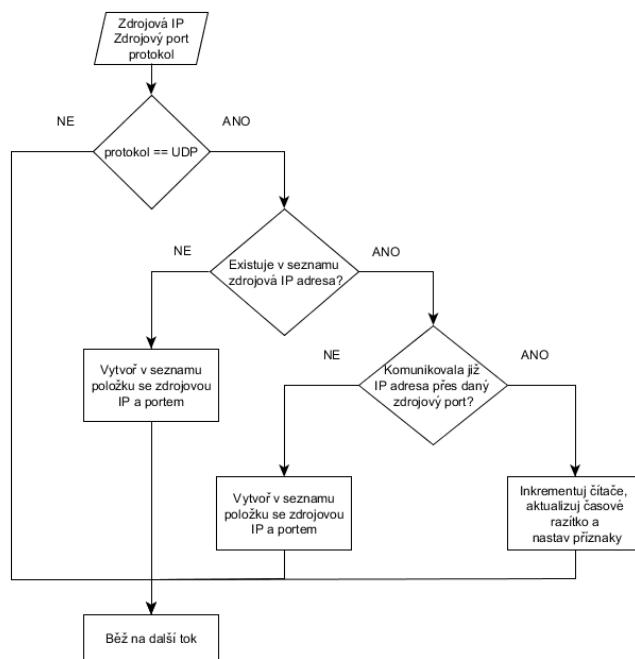 Zdrojová IP
Zdrojový port
protokol
NE
ANO
protokol == UDP
NE
ANO
Existuje v seznamu
zdrojová IP adresa?
NE
ANO
Vytvoř v seznamu
položku se zdrojovou
IP a portem
Komunikovala již
IP adresa přes daný
zdrojový port?
Vytvoř v seznamu
položku se zdrojovou
IP a portem
Inkrementuj čítače,
aktualizuj časové
razítko a
nastav příznaky
Běž na další tok